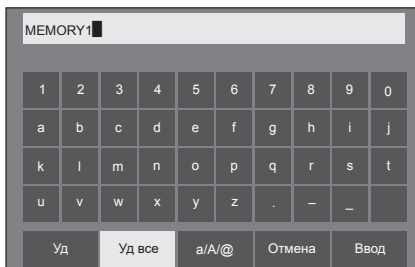 MEMORY1
1 2 3 4 5 6 7 8 9 0
a b c d e f g h i j
k l m n o p q r s t
u v w x y z . – _
Уд Уд все a/A/@ Отмена Ввод